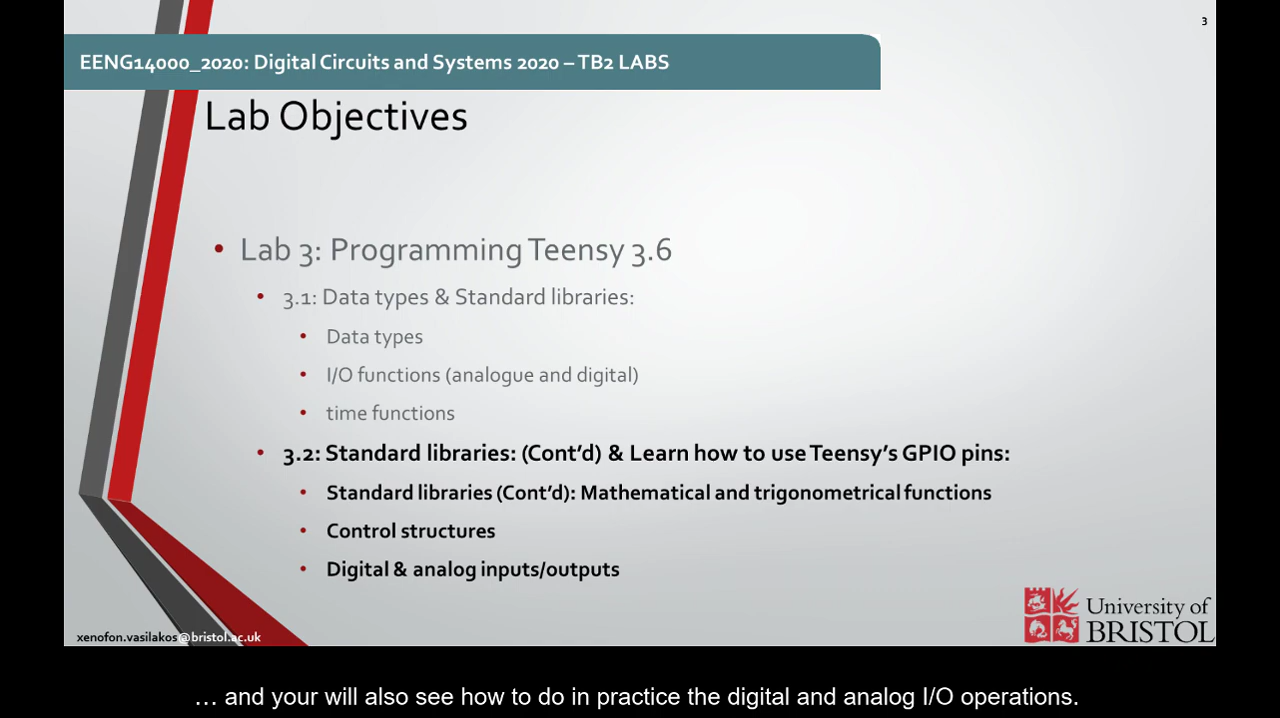 3
EENG14000_2020: Digital Circuits and Systems 2020 – TB2 LABS
Lab Objectives
• Lab 3: Programming Teensy 3.6
• 3.1: Data types & Standard libraries:
• Data types
• I/O functions (analogue and digital)
• time functions
• 3.2: Standard libraries: (Cont’d) & Learn how to use Teensy’s GPIO pins:
• Standard libraries (Cont’d): Mathematical and trigonometrical functions
• Control structures
• Digital & analog inputs/outputs
xenofon.vasilakos@bristol.ac.uk
University of
BRISTOL
… and your will also see how to do in practice the digital and analog I/O operations.